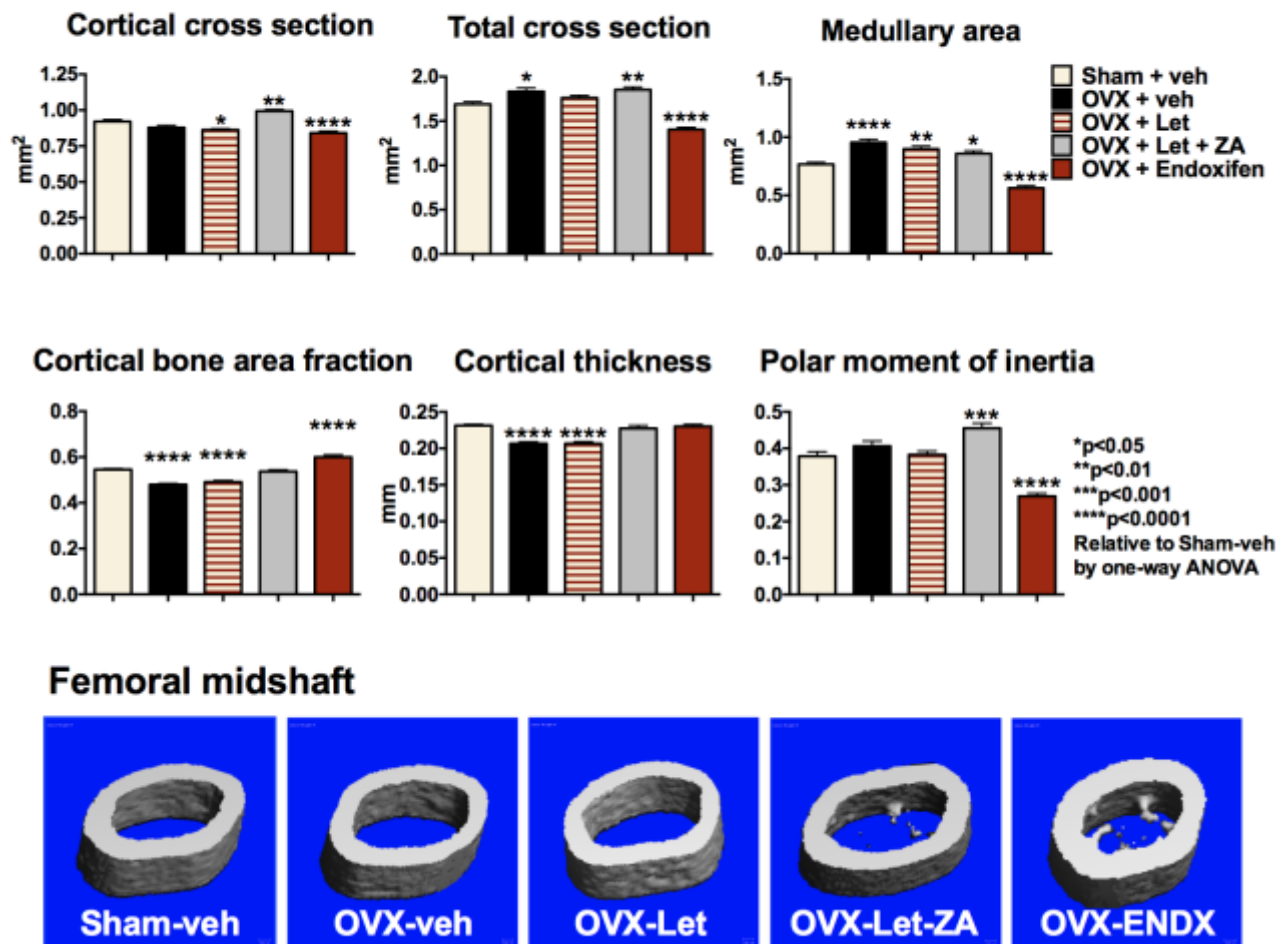 Cortical cross section
Total cross section
Medullary area
1.25
1.00
0.75
0.50
0.25
0.00
mm2
*
**
****
2.0
1.5
1.0
0.5
0.0
mm2
*
**
****
1.5
1.0
0.5
0.0
mm2
****
**
*
****
Sham + veh
OVX + veh
OVX + Let
OVX + Let + ZA
OVX + Endoxifen
Cortical bone area fraction
Cortical thickness
Polar moment of inertia
0.8
0.6
0.4
0.2
0.0
****
****
****
0.25
0.20
0.15
0.10
0.05
0.00
mm
****
****
0.5
0.4
0.3
0.2
0.1
0.0
***
****
*p<0.05
**p<0.01
***p<0.001
****p<0.0001
Relative to Sham-veh
by one-way ANOVA
Femoral midshaft
Sham-veh
OVX-veh
OVX-Let
OVX-Let-ZA
OVX-ENDX